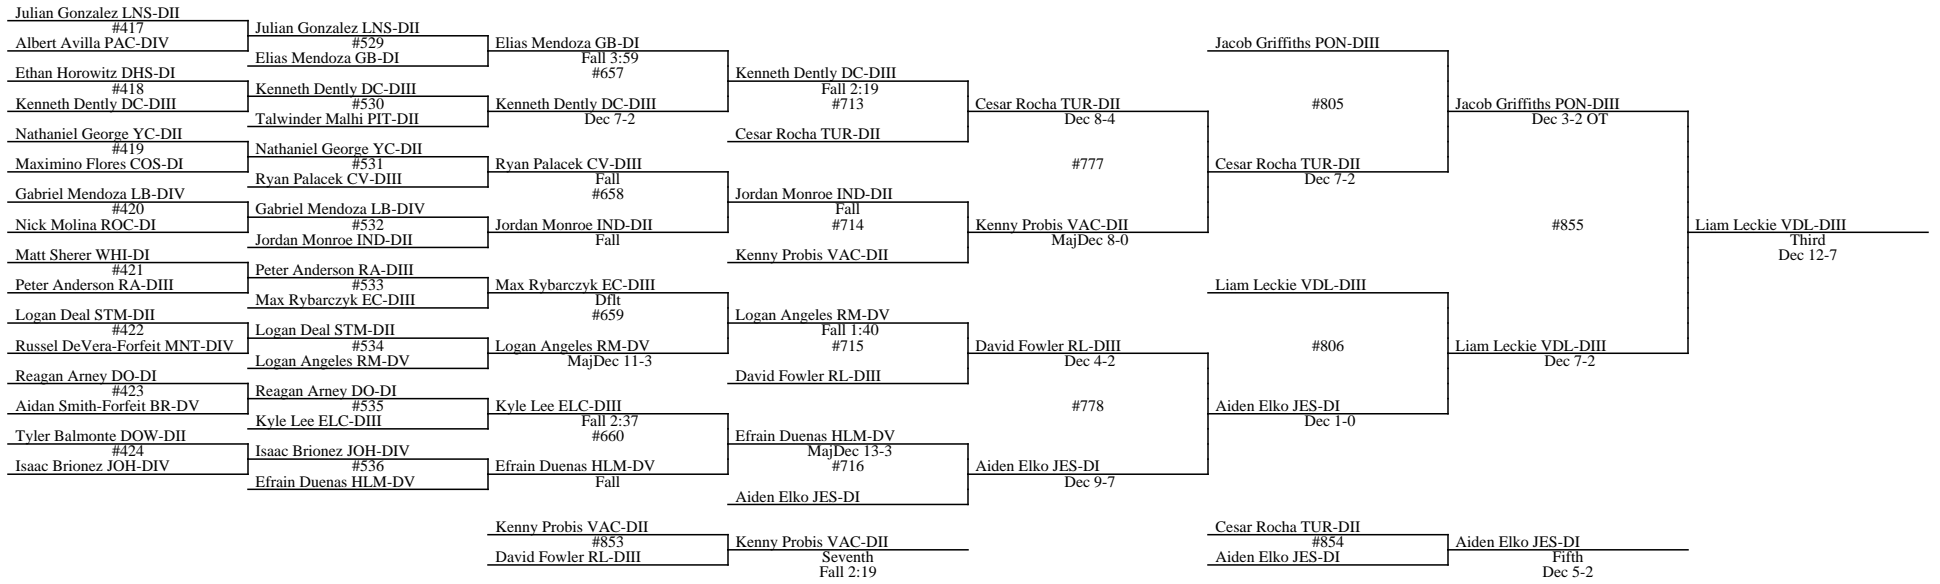 Julian Gonzalez LNS-DII
#417
Albert Avilla PAC-DIV
Ethan Horowitz DHS-DI
#418
Kenneth Dently DC-DIII
Nathaniel George YC-DII
#419
Maximino Flores COS-DI
Gabriel Mendoza LB-DIV
#420
Nick Molina ROC-DI
Matt Sherer WHI-DI
#421
Peter Anderson RA-DIII
Logan Deal STM-DII
#422
Russel DeVera-Forfeit MNT-DIV
Reagan Arney DO-DI
#423
Aidan Smith-Forfeit BR-DV
Tyler Balmonte DOW-DII
#424
Isaac Brionez JOH-DIV
Julian Gonzalez LNS-DII
#529
Elias Mendoza GB-DI
Kenneth Dently DC-DIII
#530
Talwinder Malhi PIT-DII
Nathaniel George YC-DII
#531
Ryan Palacek CV-DIII
Gabriel Mendoza LB-DIV
#532
Jordan Monroe IND-DII
Peter Anderson RA-DIII
#533
Max Rybarczyk EC-DIII
Logan Deal STM-DII
#534
Logan Angeles RM-DV
Reagan Arney DO-DI
#535
Kyle Lee ELC-DIII
Isaac Brionez JOH-DIV
#536
Efrain Duenas HLM-DV
Elias Mendoza GB-DI
Fall 3:59
#657
Kenneth Dently DC-DIII
Dec 7-2
Ryan Palacek CV-DIII
Fall
#658
Jordan Monroe IND-DII
Fall
Max Rybarczyk EC-DIII
Dflt
#659
Logan Angeles RM-DV
MajDec 11-3
Kyle Lee ELC-DIII
Fall 2:37
#660
Efrain Duenas HLM-DV
Fall
Kenneth Dently DC-DIII
Fall 2:19
#713
Cesar Rocha TUR-DII
Jordan Monroe IND-DII
Fall
#714
Kenny Probis VAC-DII
Logan Angeles RM-DV
Fall 1:40
#715
David Fowler RL-DIII
Efrain Duenas HLM-DV
MajDec 13-3
#716
Aiden Elko JES-DI
Cesar Rocha TUR-DII
Dec 8-4
#777
Kenny Probis VAC-DII
MajDec 8-0
David Fowler RL-DIII
Dec 4-2
#778
Aiden Elko JES-DI
Dec 9-7
Jacob Griffiths PON-DIII
#805
Cesar Rocha TUR-DII
Dec 7-2
Liam Leckie VDL-DIII
#806
Aiden Elko JES-DI
Dec 1-0
Jacob Griffiths PON-DIII
Dec 3-2 OT
#855
Liam Leckie VDL-DIII
Dec 7-2
Liam Leckie VDL-DIII
Third
Dec 12-7
Kenny Probis VAC-DII
#853
David Fowler RL-DIII
Kenny Probis VAC-DII
Seventh
Fall 2:19
Cesar Rocha TUR-DII
#854
Aiden Elko JES-DI
Aiden Elko JES-DI
Fifth
Dec 5-2